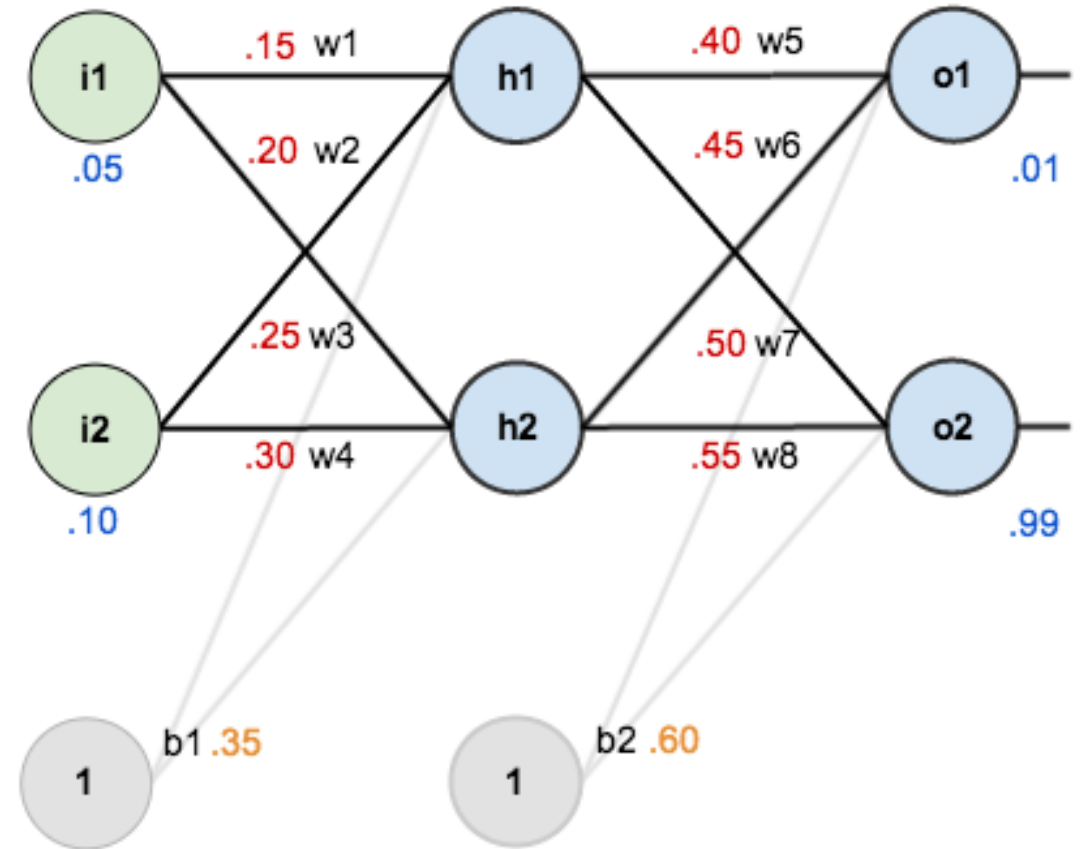 .15 w1
.40 w5
i1
h1
o1
.20 w2
.45 w6
.05
.01
.25 w3
.50 w7
i2
h2
o2
.30 w4
.55 w8
.10
.99
b1 .35
b2 .60
1
1